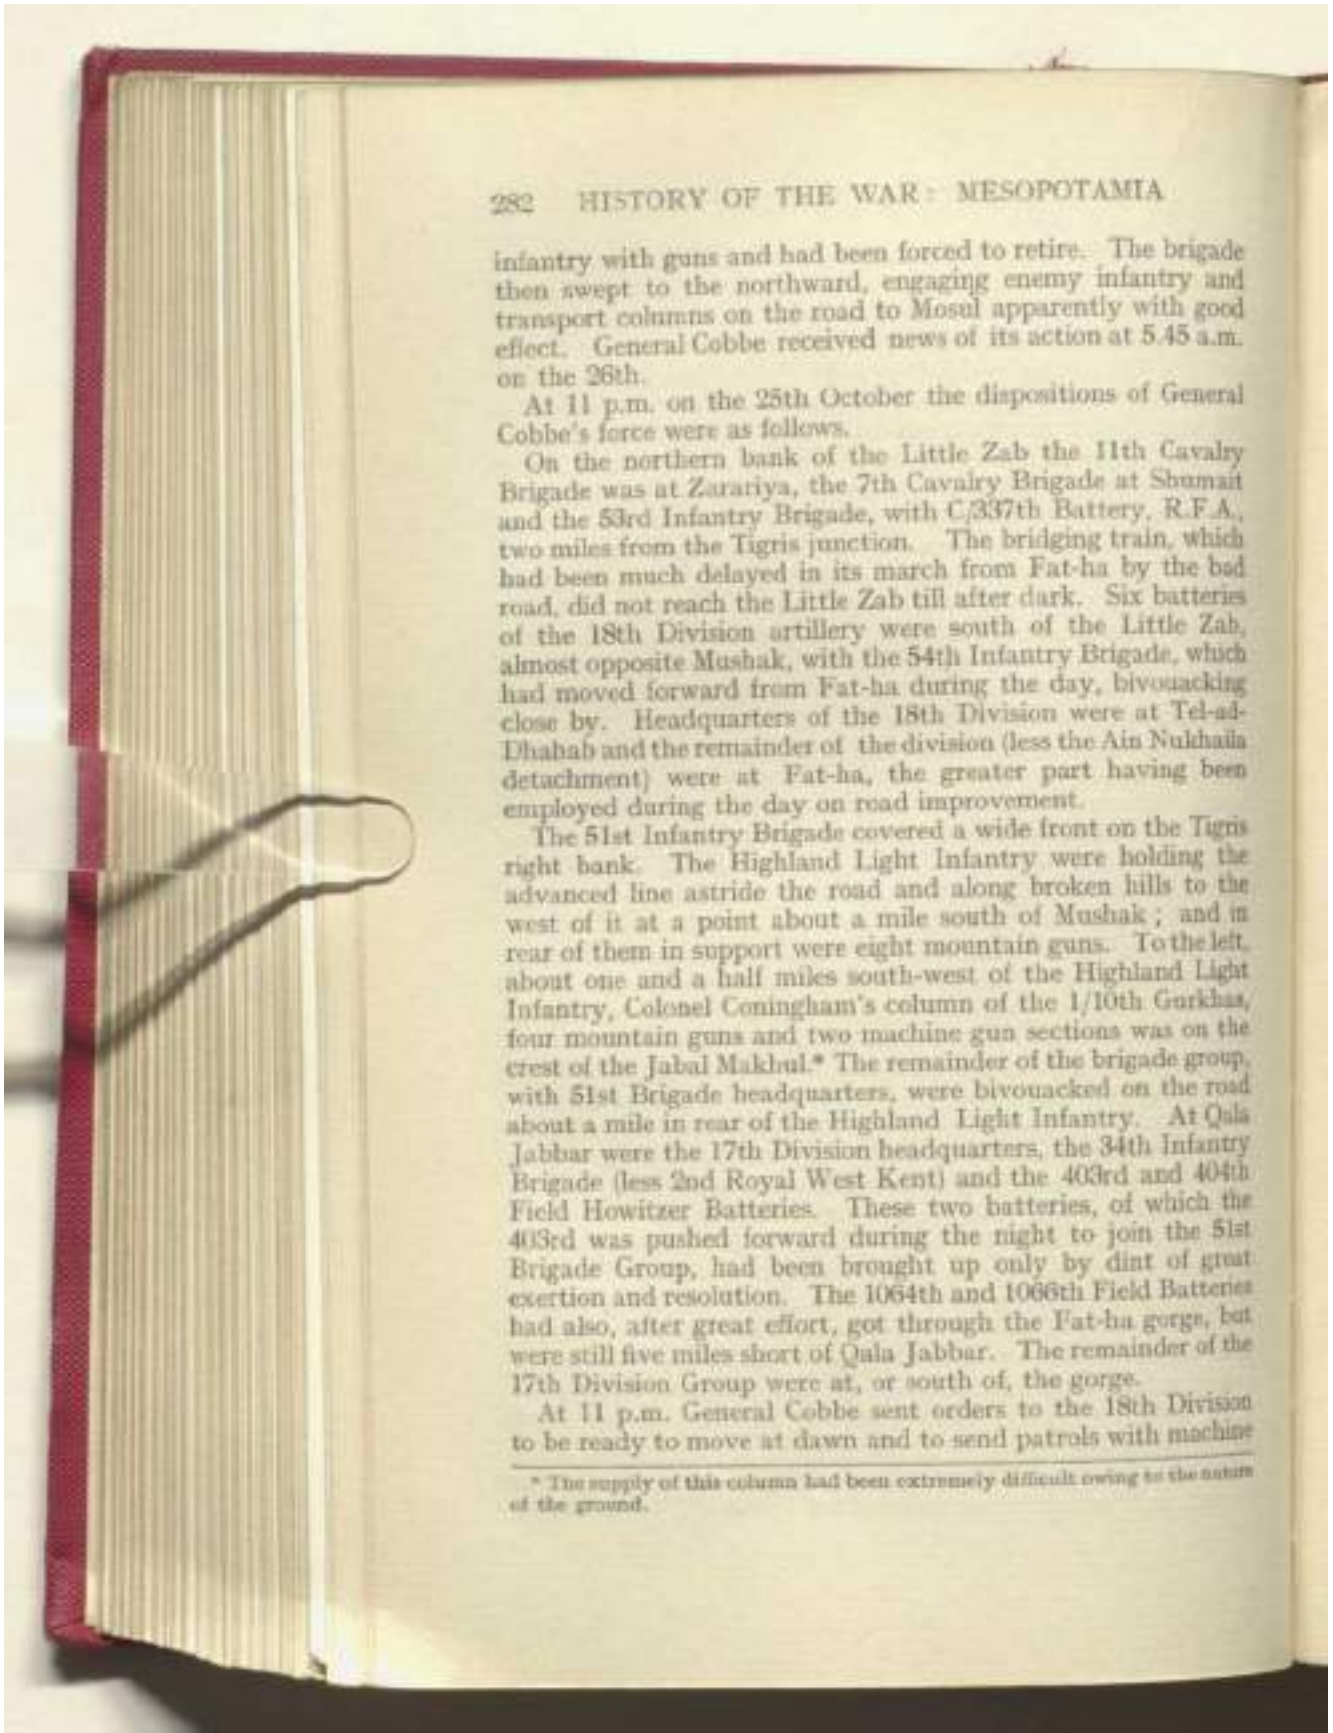 282 HISTORY OF THE WAR: MESOPOTAMIA
infantry with guns and had been forced to retire. The brigade
then swept to the northward, engaging enemy infantry and
transport columns on the road to Mosul apparently with good
effect. General Cobbe received news of its action at 5.45 a.m.
on the 26th.
At 11 p.m. on the 25th October the dispositions of General
Cobbe's force were as follows.
On the northern bank of the Little Zab the 11th Cavalry
Brigade was at Zarariya, the 7th Cavalry Brigade at Shumait
and the 53rd Infantry Brigade, with C/337th Battery, R.F.A.,
two miles from the Tigris junction. The bridging train, which
had been much delayed in its march from Fat-ha by the bad
road, did not reach the Little Zab till after dark. Six batteries
of the 18th Division artillery were south of the Little Zab,
almost opposite Mushak, with the 54th Infantry Brigade, which
had moved forward from Fat-ha during the day, bivouacking
close by. Headquarters of the 18th Division were at Tel-ad-
Dhahab and the remainder of the division (less the Ain Nukhaila
detachment) were at Fat-ha, the greater part having been
employed during the day on road improvement.
The 51st Infantry Brigade covered a wide front on the Tigris
right bank. The Highland Light Infantry were holding the
advanced line astride the road and along broken hills to the
west of it at a point about a mile south of Mushak ; and in
rear of them in support were eight mountain guns. To the left,
about one and a half miles south-west of the Highland Light
Infantry, Colonel Coningham's column of the 1/10th Gurkhas,
four mountain guns and two machine gun sections was on the
crest of the Jabal Makhul.* The remainder of the brigade group,
with 51st Brigade headquarters, were bivouacked on the road
about a mile in rear of the Highland Light Infantry. At Qala
Jabbar were the 17th Division headquarters, the 34th Infantry
Brigade (less 2nd Royal West Kent) and the 403rd and 404th
Field Howitzer Batteries. These two batteries, of which the
403rd was pushed forward during the night to join the 51st
Brigade Group, had been brought up only by dint of great
exertion and resolution. The 1064th and 1066th Field Batteries
had also, after great effort, got through the Fat-ha gorge, but
were still five miles short of Qala Jabbar. The remainder of the
17th Division Group were at, or south of, the gorge.
At 11 p.m. General Cobbe sent orders to the 18th Division
to be ready to move at dawn and to send patrols with machine
* The supply of this column had been extremely difficult owing to the nature
of the ground.